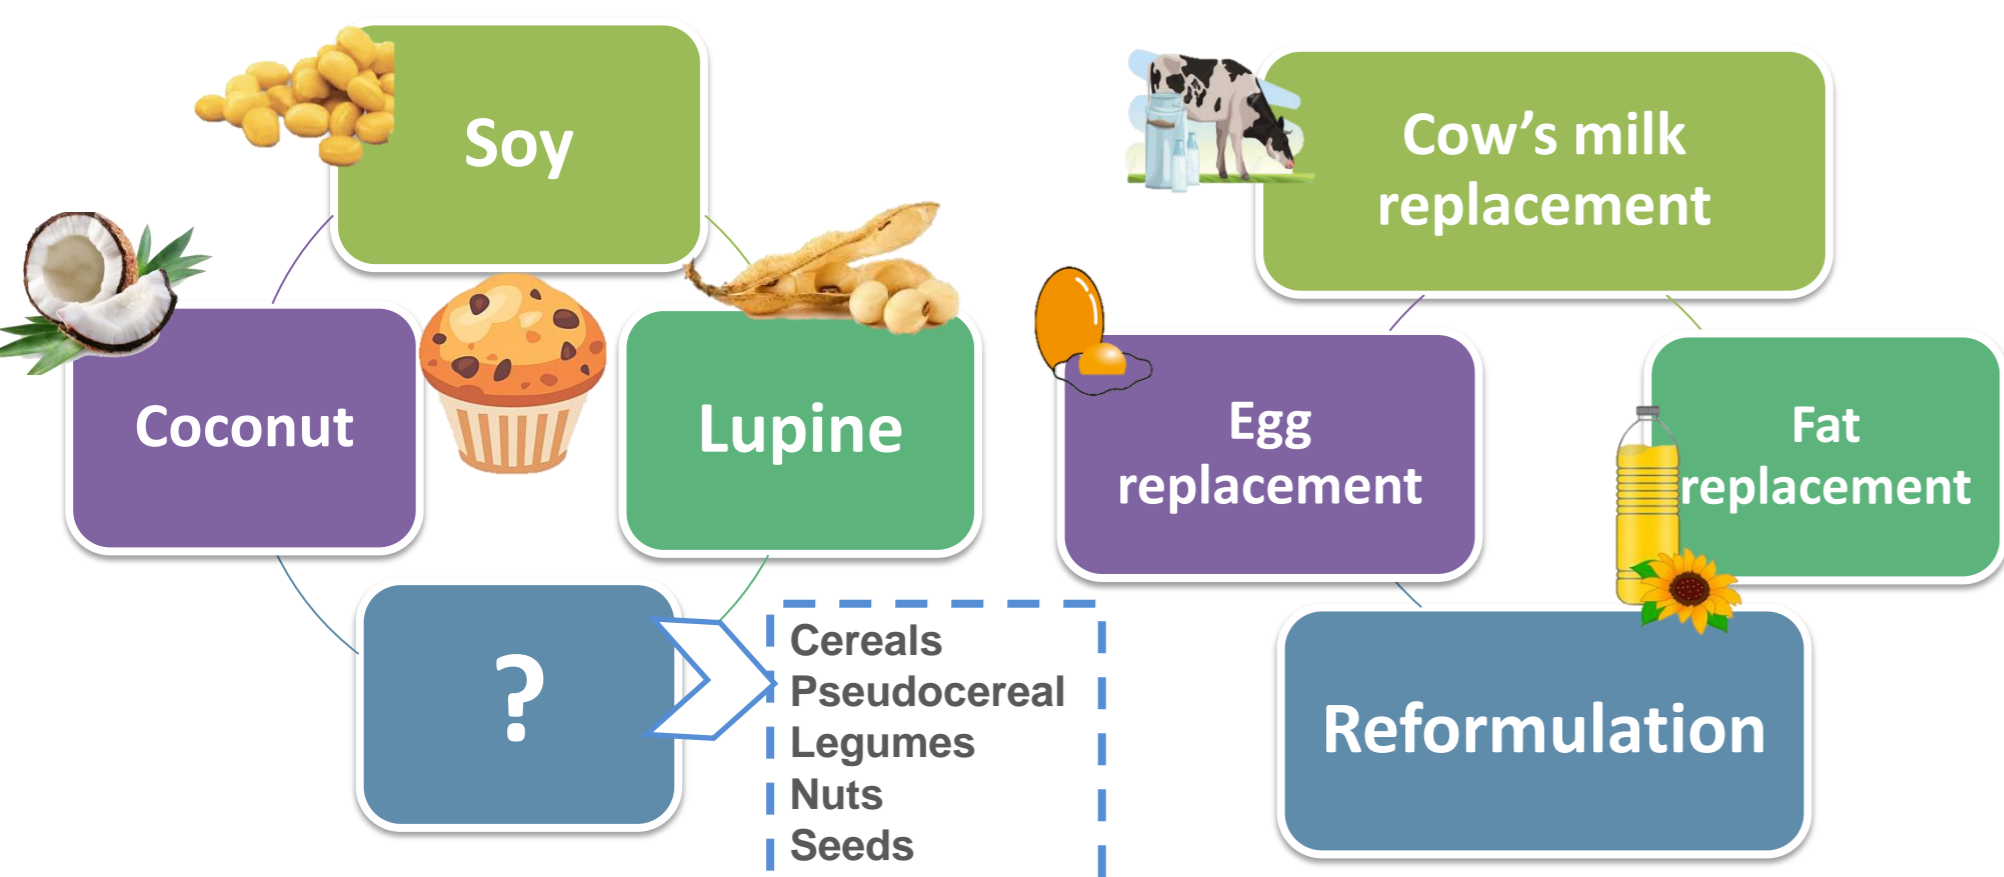 Soy
Coconut
Lupine
?
Cereals
Pseudocereal
Legumes
Nuts
Seeds
Cow’s milk
replacement
Egg
replacement
Fat
replacement
Reformulation